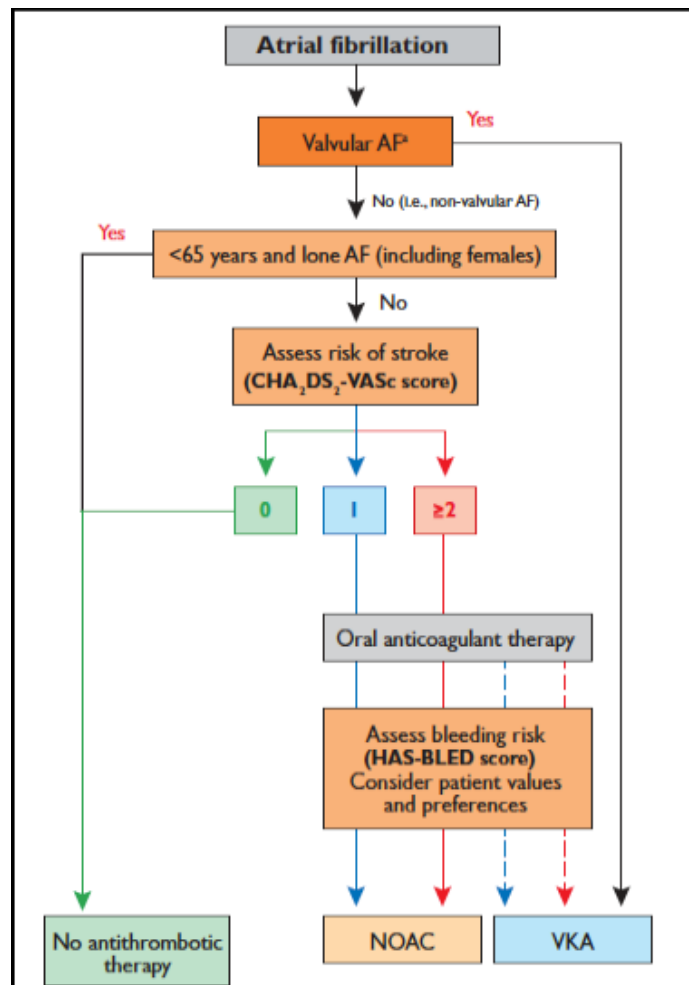 Atrial fibrillation
Valvular AFᵃ
Yes
No (i.e., non-valvular AF)
Yes
<65 years and lone AF (including females)
No
Assess risk of stroke
(CHA₂DS₂-VASc score)
0
1
≥2
Oral anticoagulant therapy
Assess bleeding risk
(HAS-BLED score)
Consider patient values
and preferences
No antithrombotic
therapy
NOAC
VKA